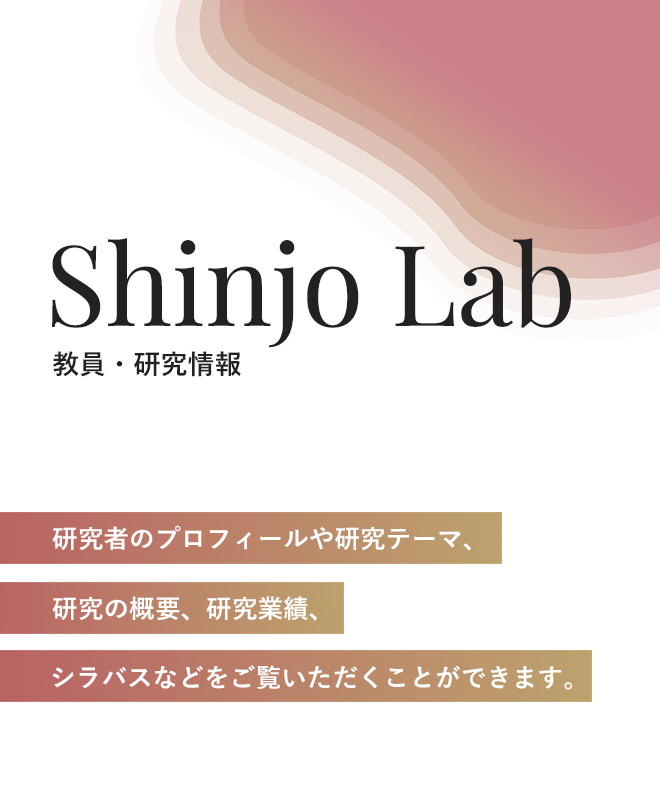 Shinjo Lab
教員・研究情報
研究者のプロフィールや研究テーマ、
研究の概要、研究業績、
シラバスなどをご覧いただくことができます。